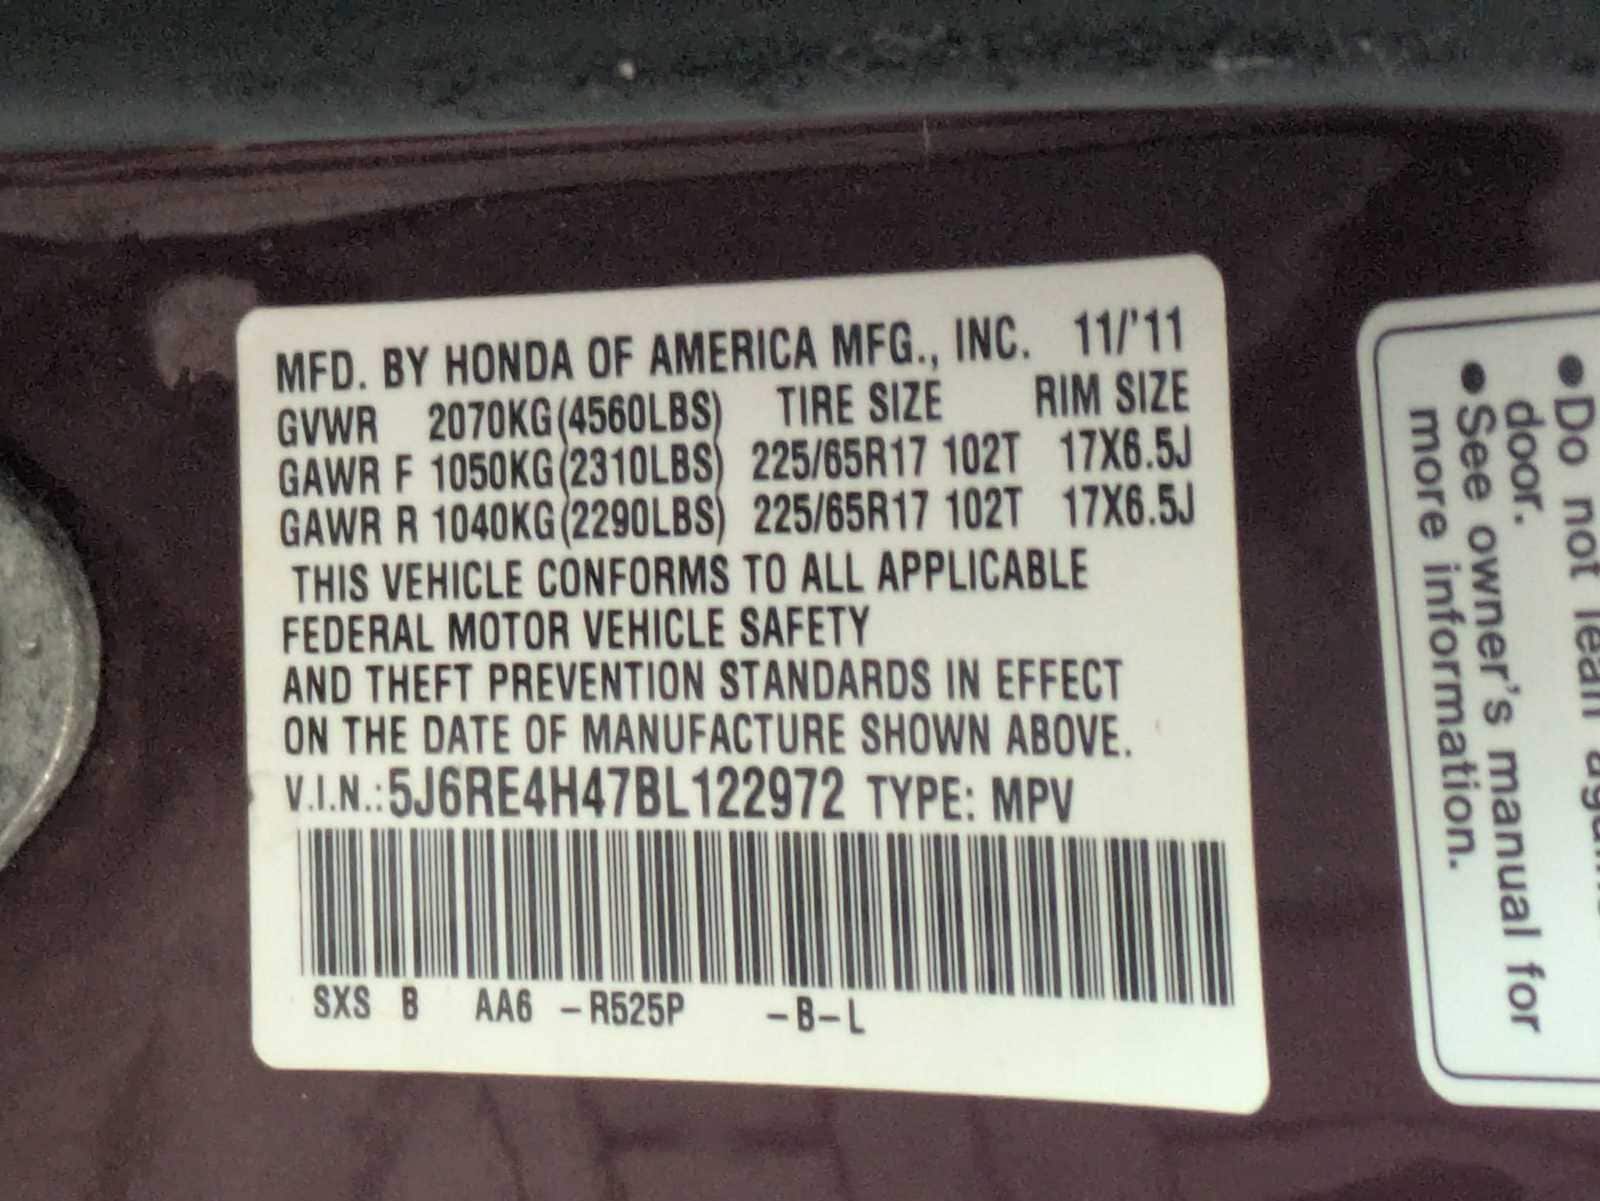 MFD. BY HONDA OF AMERICA MFG., INC. 11/'11
GVWR 2070KG(4560LBS) TIRE SIZE RIM SIZE
GAWR F 1050KG(2310LBS) 225/65R17 102T 17X6.5J
GAWR R 1040KG(2290LBS) 225/65R17 102T 17X6.5J
THIS VEHICLE CONFORMS TO ALL APPLICABLE
FEDERAL MOTOR VEHICLE SAFETY
AND THEFT PREVENTION STANDARDS IN EFFECT
ON THE DATE OF MANUFACTURE SHOWN ABOVE.
V.I.N.: 5J6RE4H47BL122972 TYPE: MPV
SXS B AA6 -R525P -B-L
•Do not lean
door.
•See owner's manual for
more information.